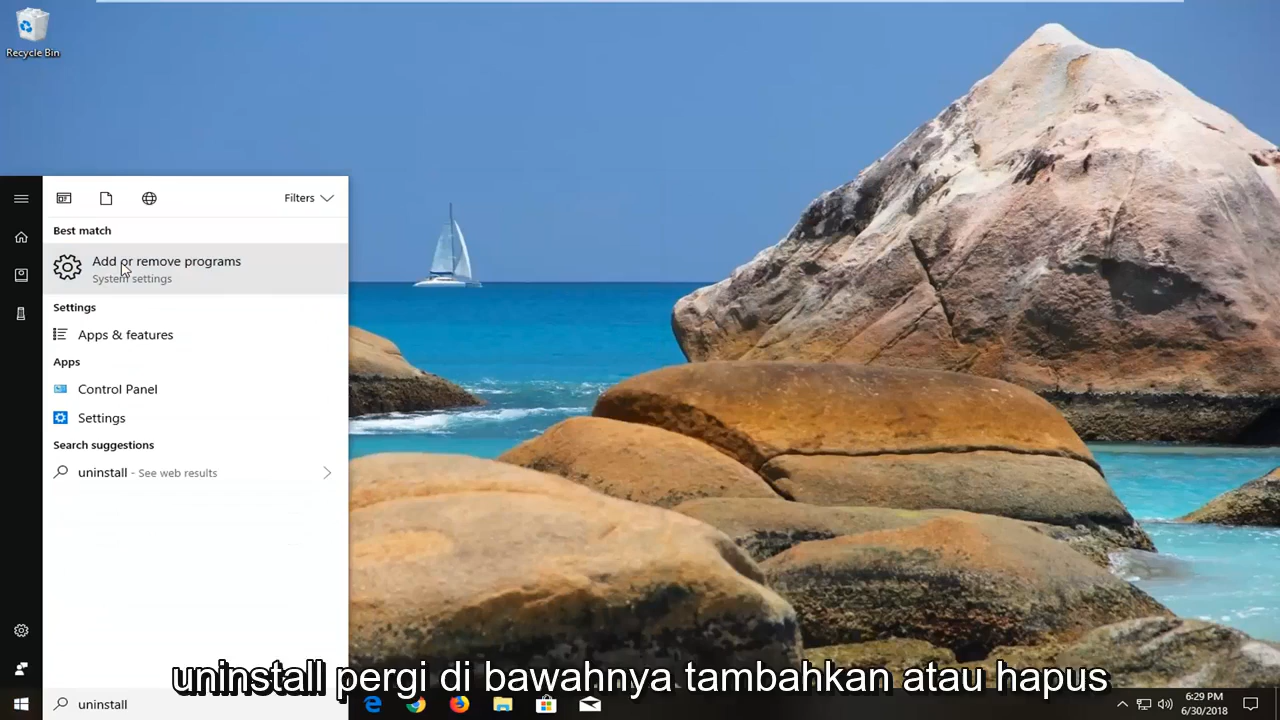 Recycle Bin
Filters
Best match
Add or remove programs
System settings
Settings
Apps & features
Apps
Control Panel
Settings
Search suggestions
uninstall - See web results
uninstall pergi di bawahnya tambahkan atau hapus
uninstall
6:29 PM
6/30/2018